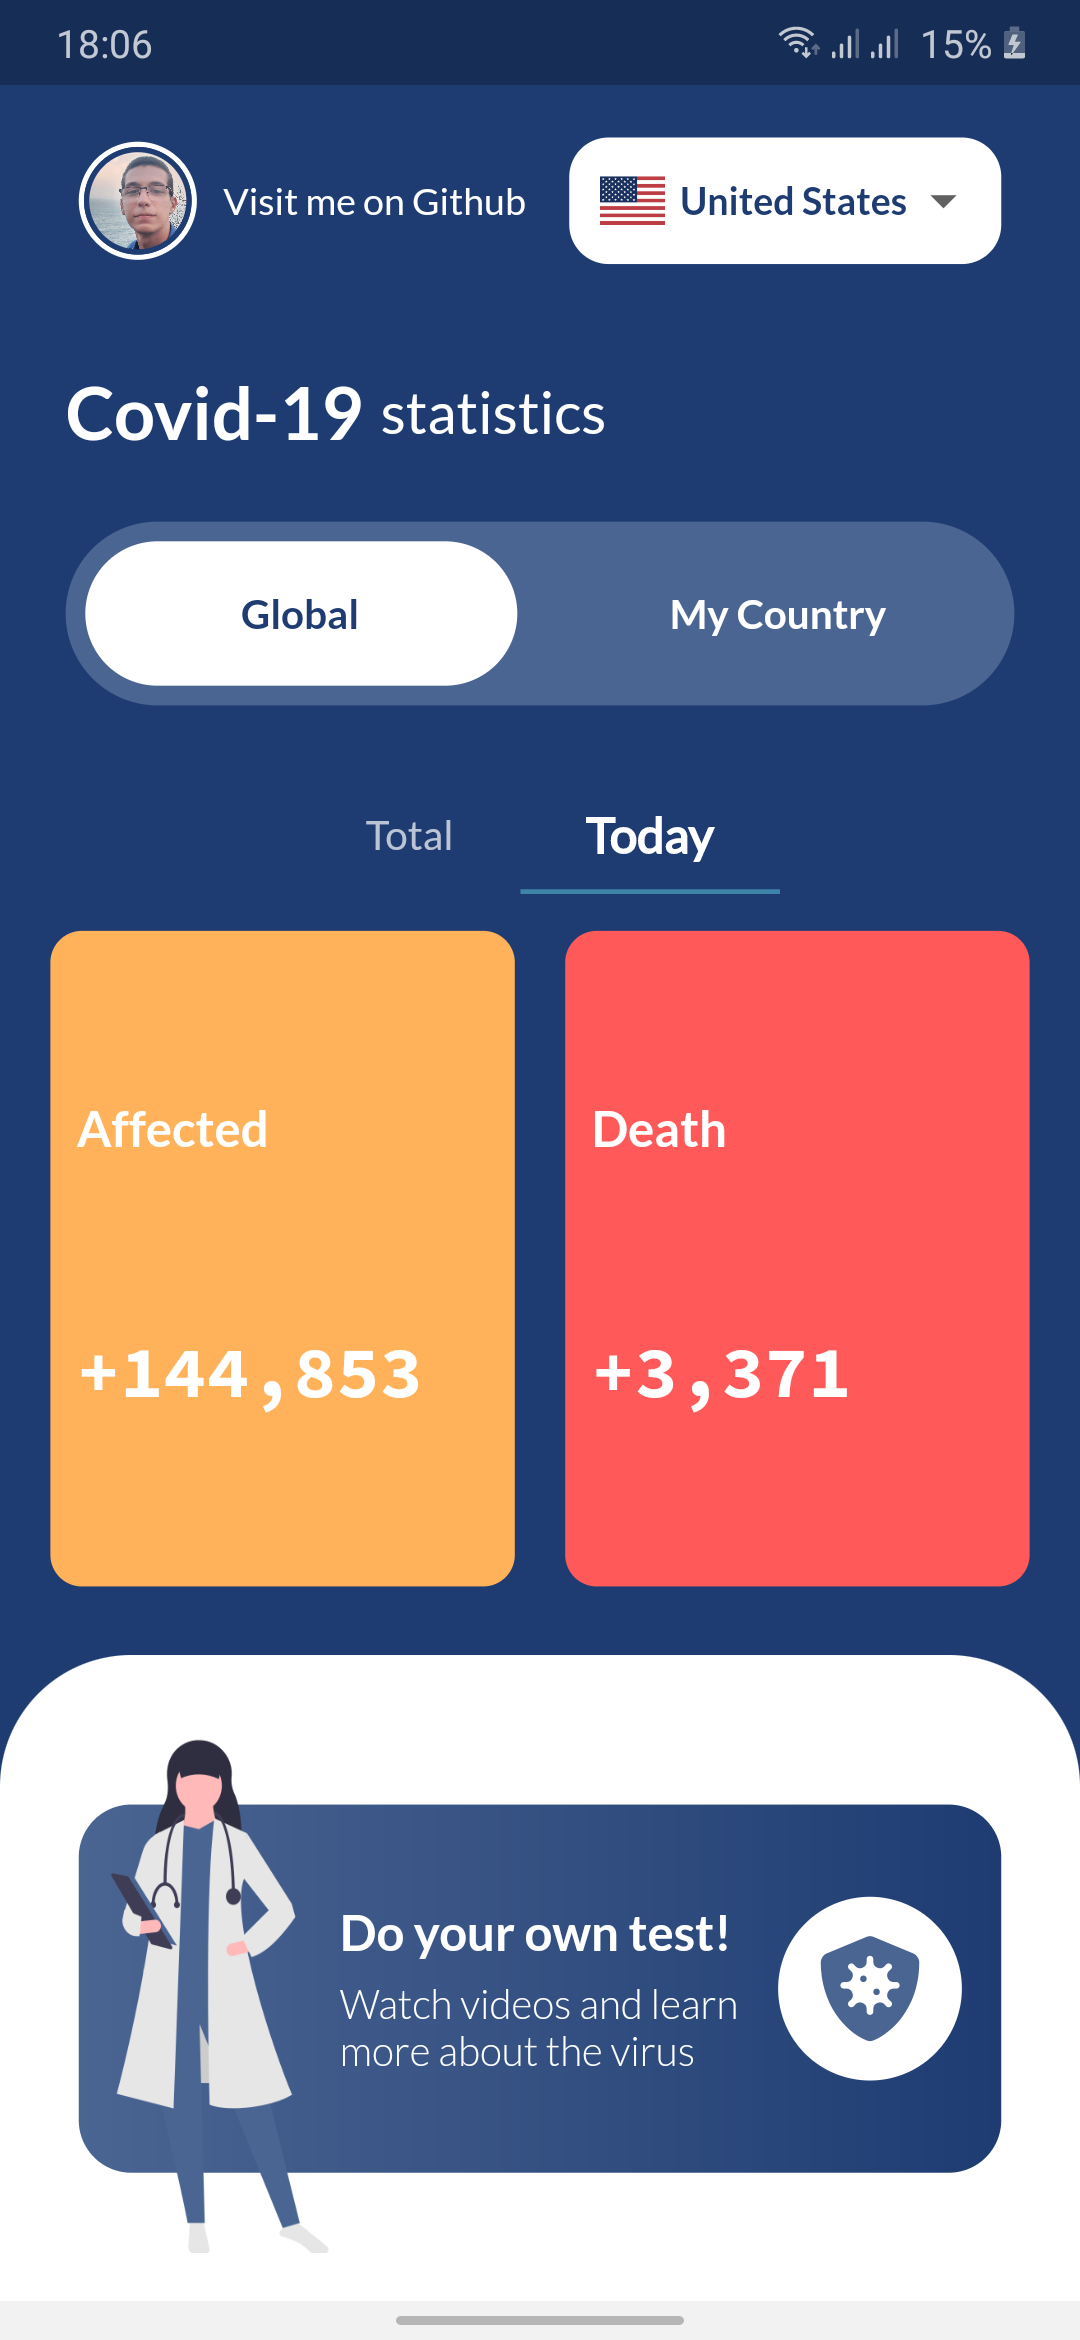 18:06
15%
Visit me on Github
United States
Covid-19 statistics
Global
My Country
Total
Today
Affected
Death
+144,853
+3,371
Do your own test!
Watch videos and learn
more about the virus